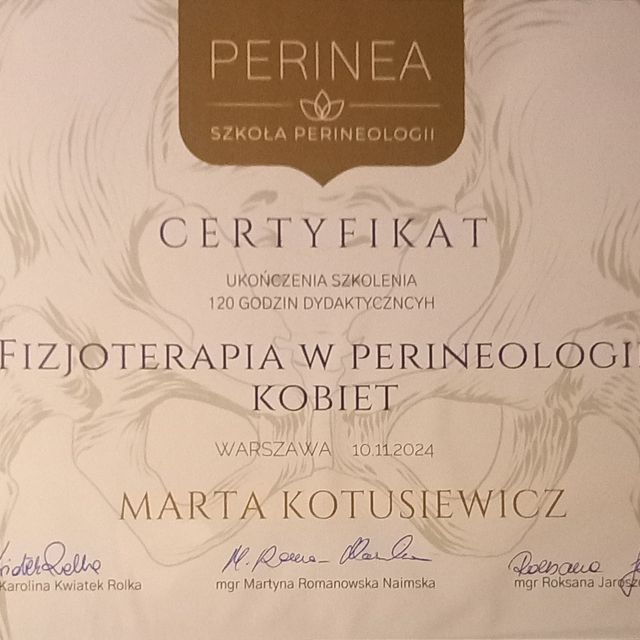 PERINEA
SZKOŁA PERINEOLOGII
CERTYFIKAT
UKOŃCZENIA SZKOLENIA
120 GODZIN DYDAKTYCZNCYH
FIZJOTERAPIA W PERINEOLOGII
KOBIET
WARSZAWA 10.11.2024
MARTA KOTUSIEWICZ
Karolina Kwiatek Rolka
mgr Martyna Romanowska Naimska
mgr Roksana